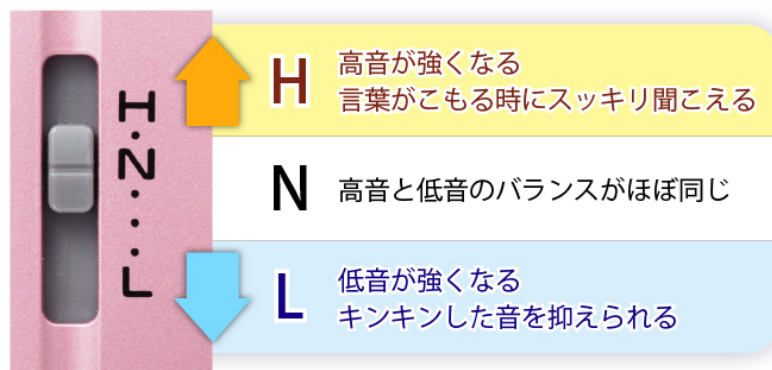 H・N・・・L
H
高音が強くなる
言葉がこもる時にスッキリ聞こえる
N
高音と低音のバランスがほぼ同じ
L
低音が強くなる
キンキンした音を抑えられる